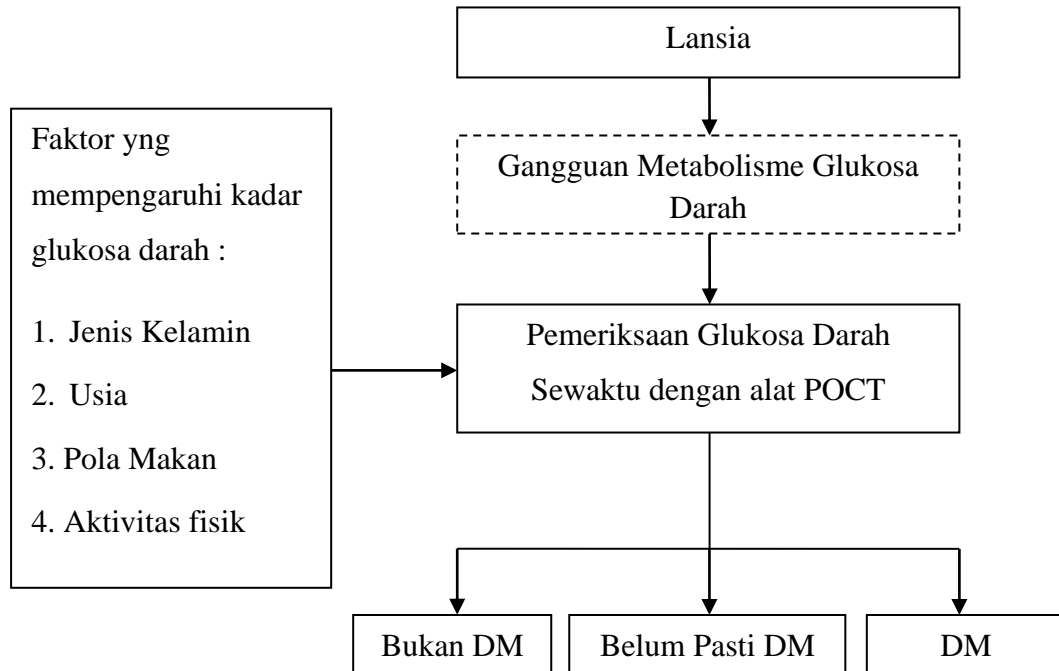 Lansia
Faktor yng
mempengaruhi kadar
glukosa darah :
1. Jenis Kelamin
2. Usia
3. Pola Makan
4. Aktivitas fisik
Gangguan Metabolisme Glukosa
Darah
Pemeriksaan Glukosa Darah
Sewaktu dengan alat POCT
Bukan DM
Belum Pasti DM
DM